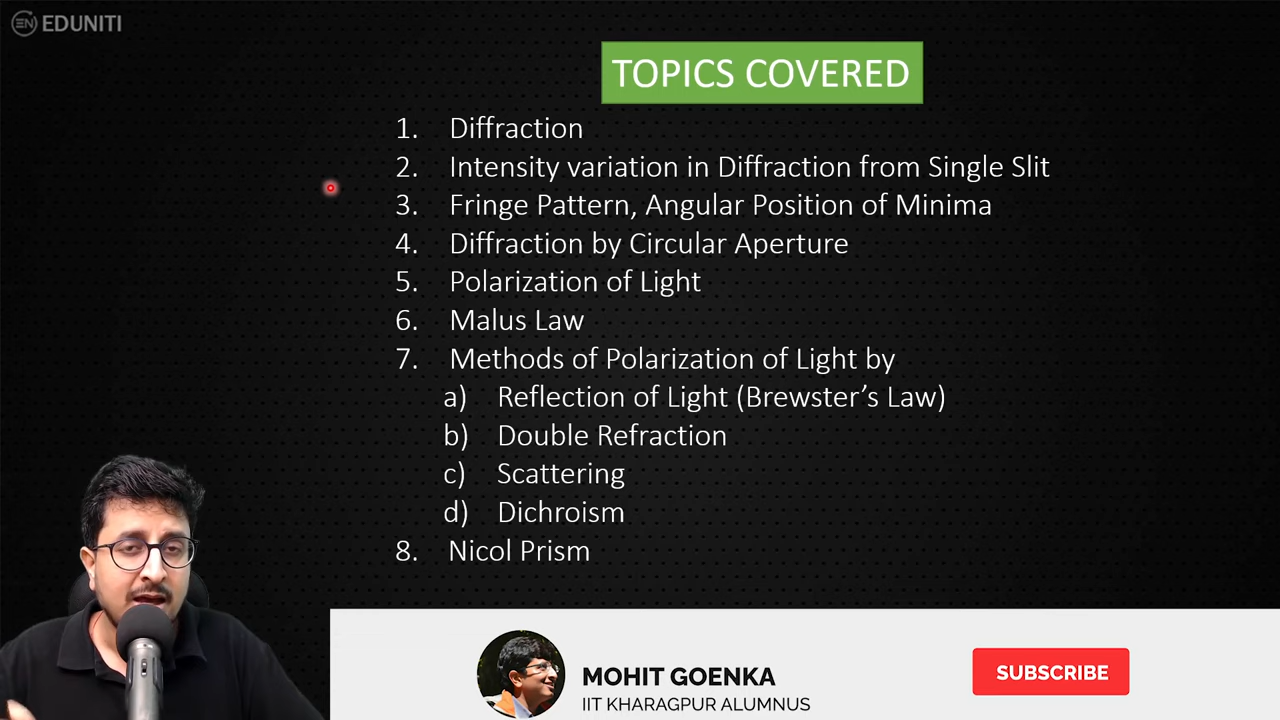 EN EDUNITI
TOPICS COVERED
1. Diffraction
2. Intensity variation in Diffraction from Single Slit
3. Fringe Pattern, Angular Position of Minima
4. Diffraction by Circular Aperture
5. Polarization of Light
6. Malus Law
7. Methods of Polarization of Light by
a) Reflection of Light (Brewster’s Law)
b) Double Refraction
c) Scattering
d) Dichroism
8. Nicol Prism
MOHIT GOENKA
IIT KHARAGPUR ALUMNUS
SUBSCRIBE